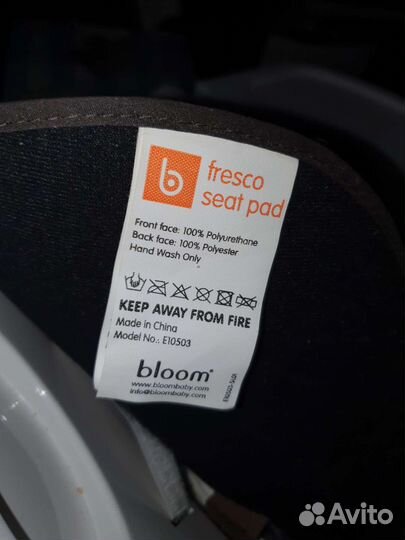 b
fresco
seat pad
Front face: 100% Polyurethane
Back face: 100% Polyester
Hand Wash Only
KEEP AWAY FROM FIRE
Made in China
Model No.: E10503
bloom®
www.bloombaby.com
info@bloombaby.com
Avito